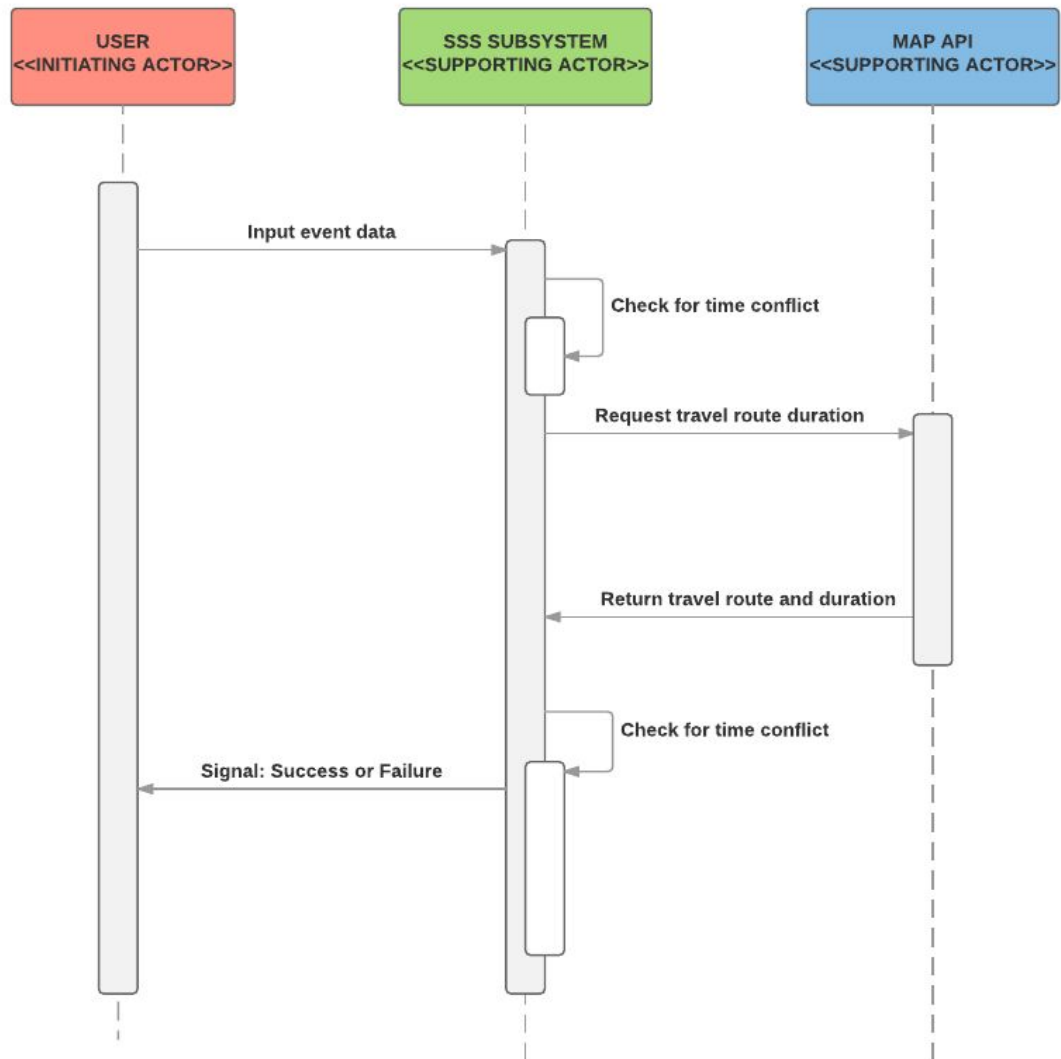 USER
<<INITIATING ACTOR>>
SSS SUBSYSTEM
<<SUPPORTING ACTOR>>
MAP API
<<SUPPORTING ACTOR>>
Input event data
Check for time conflict
Request travel route duration
Return travel route and duration
Check for time conflict
Signal: Success or Failure